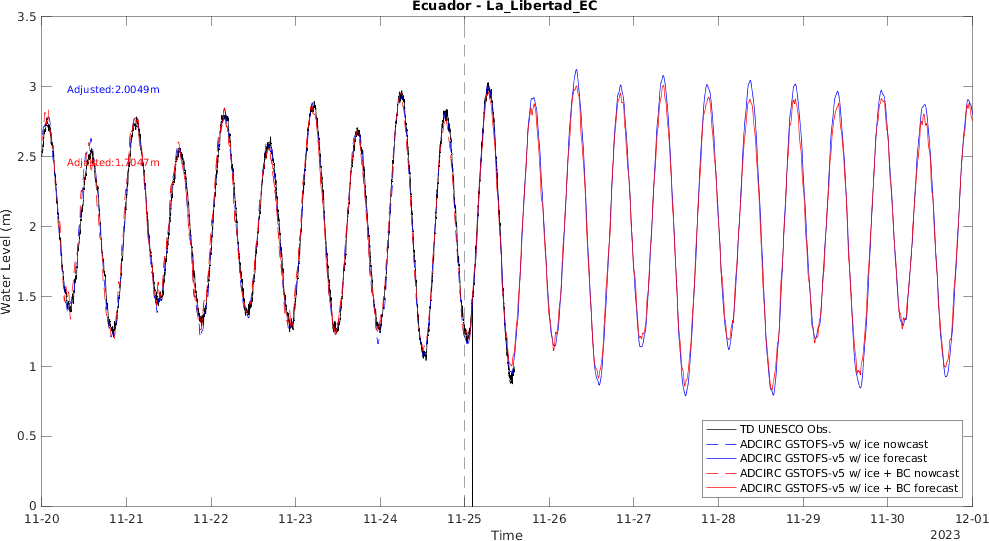 Ecuador - La_Libertad_EC
3.5
3
2.5
2
1.5
1
0.5
0
Water Level (m)
Adjusted:2.0049m
Adjusted:1.7047m
TD UNESCO Obs.
ADCIRC GSTOFS-v5 w/ ice nowcast
ADCIRC GSTOFS-v5 w/ ice forecast
ADCIRC GSTOFS-v5 w/ ice + BC nowcast
ADCIRC GSTOFS-v5 w/ ice + BC forecast
11-20 11-21 11-22 11-23 11-24 11-25 11-26 11-27 11-28 11-29 11-30 12-01
Time
2023